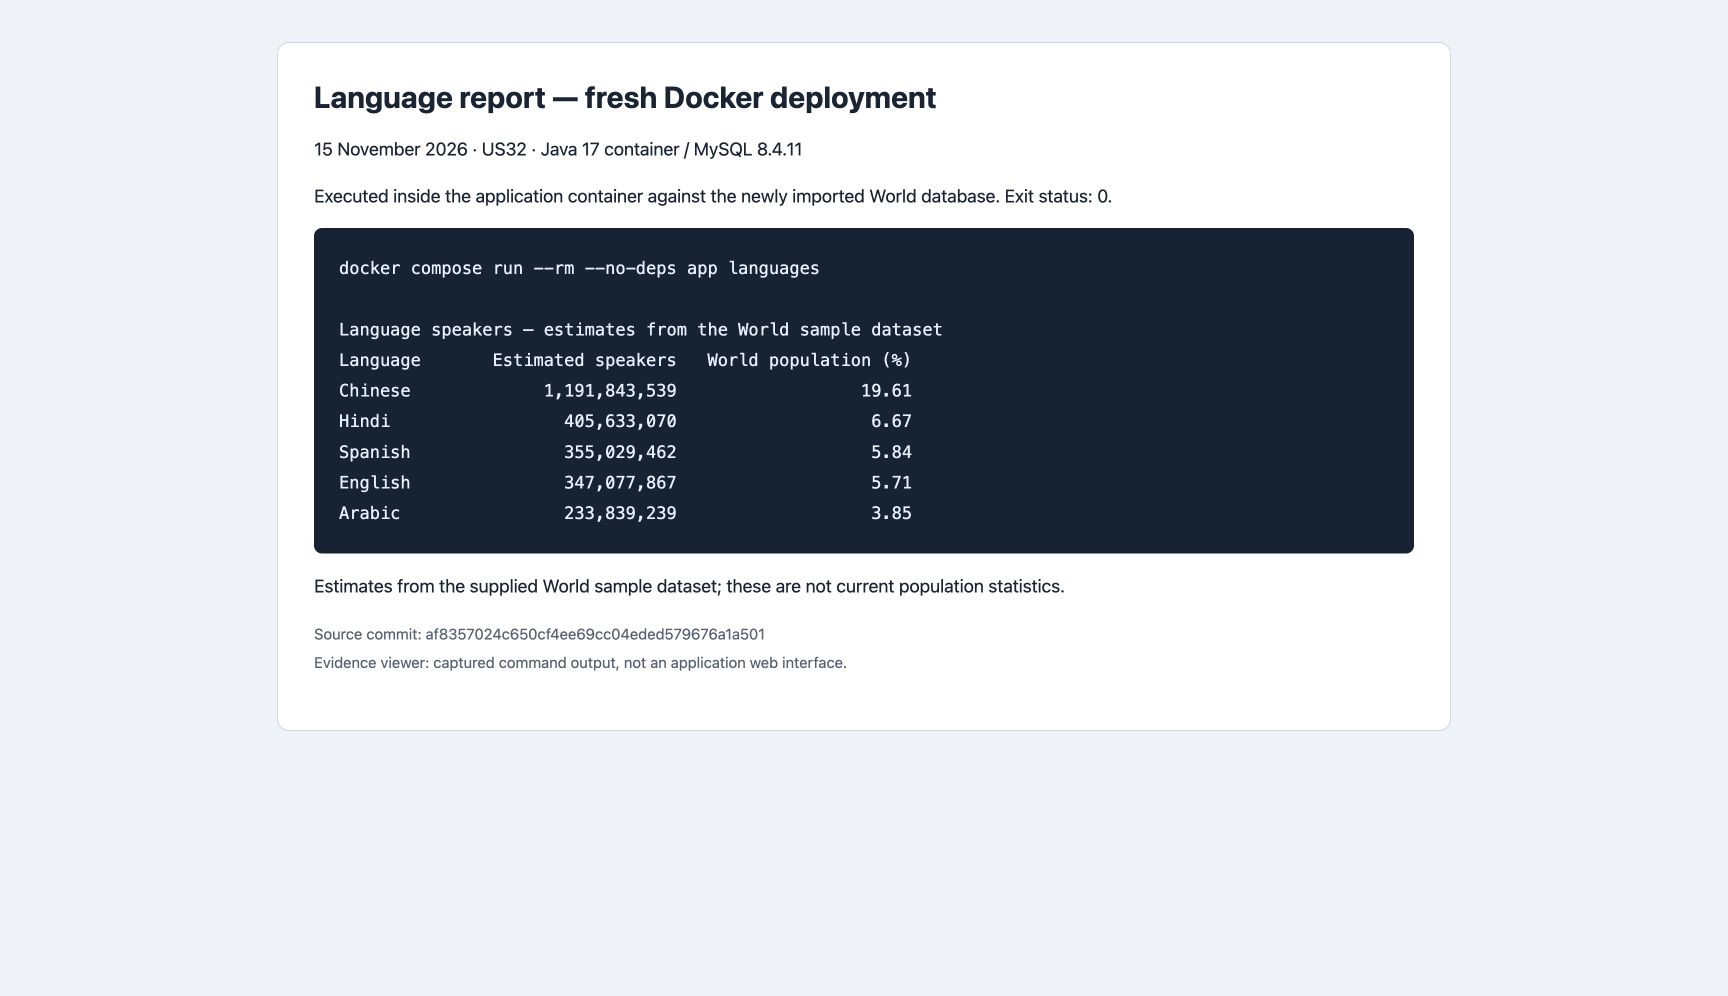 Language report — fresh Docker deployment
15 November 2026 · US32 · Java 17 container / MySQL 8.4.11
Executed inside the application container against the newly imported World database. Exit status: 0.
docker compose run --rm --no-deps app languages
Language speakers — estimates from the World sample dataset
Language       Estimated speakers   World population (%)
Chinese             1,191,843,539                  19.61
Hindi                 405,633,070                   6.67
Spanish               355,029,462                   5.84
English               347,077,867                   5.71
Arabic                233,839,239                   3.85
Estimates from the supplied World sample dataset; these are not current population statistics.
Source commit: af8357024c650cf4ee69cc04eded579676a1a501
Evidence viewer: captured command output, not an application web interface.